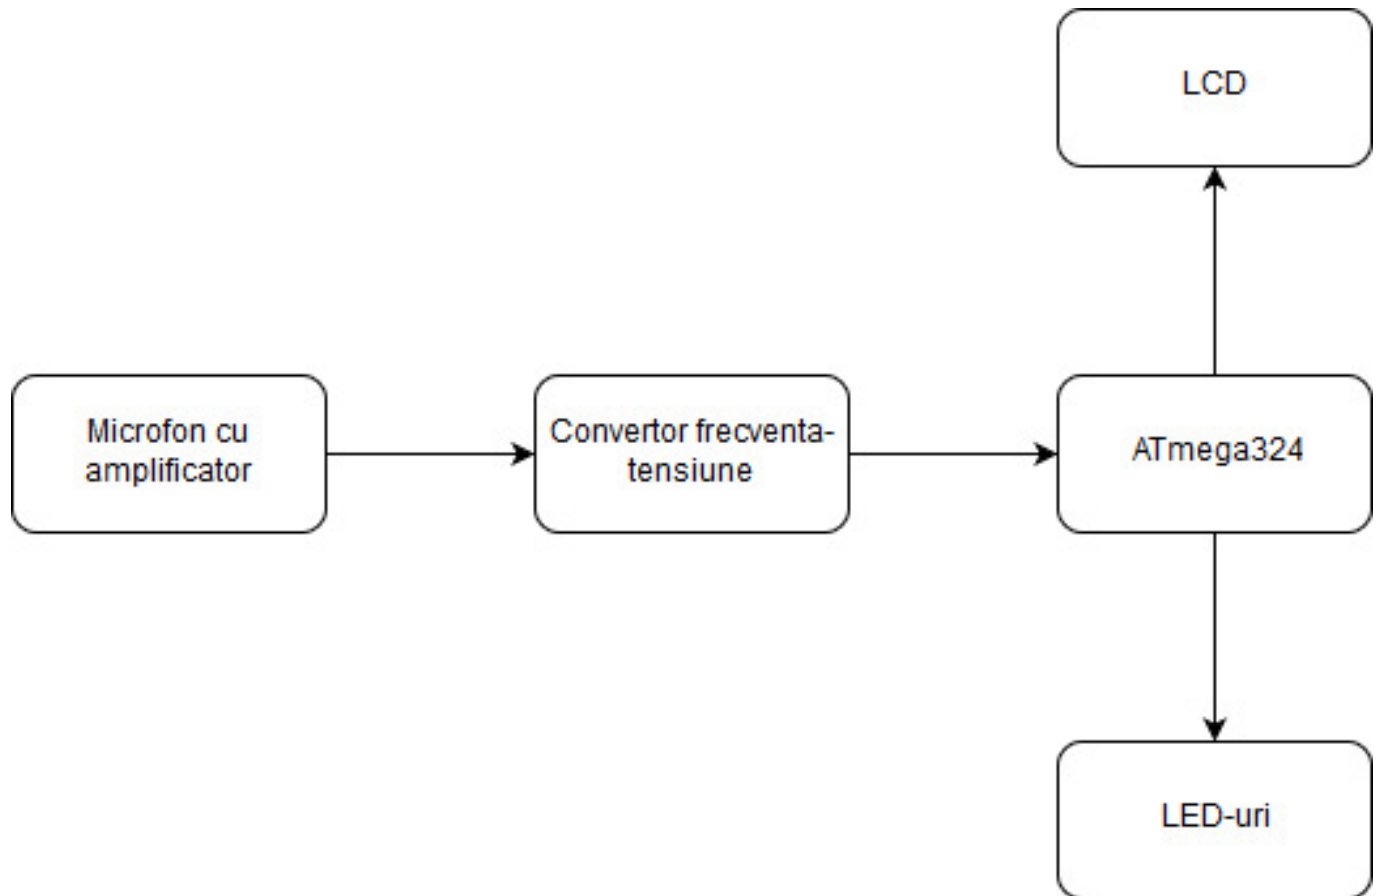 LCD
Microfon cu
amplificator
Convertor frecventa-
tensiune
ATmega324
LED-uri